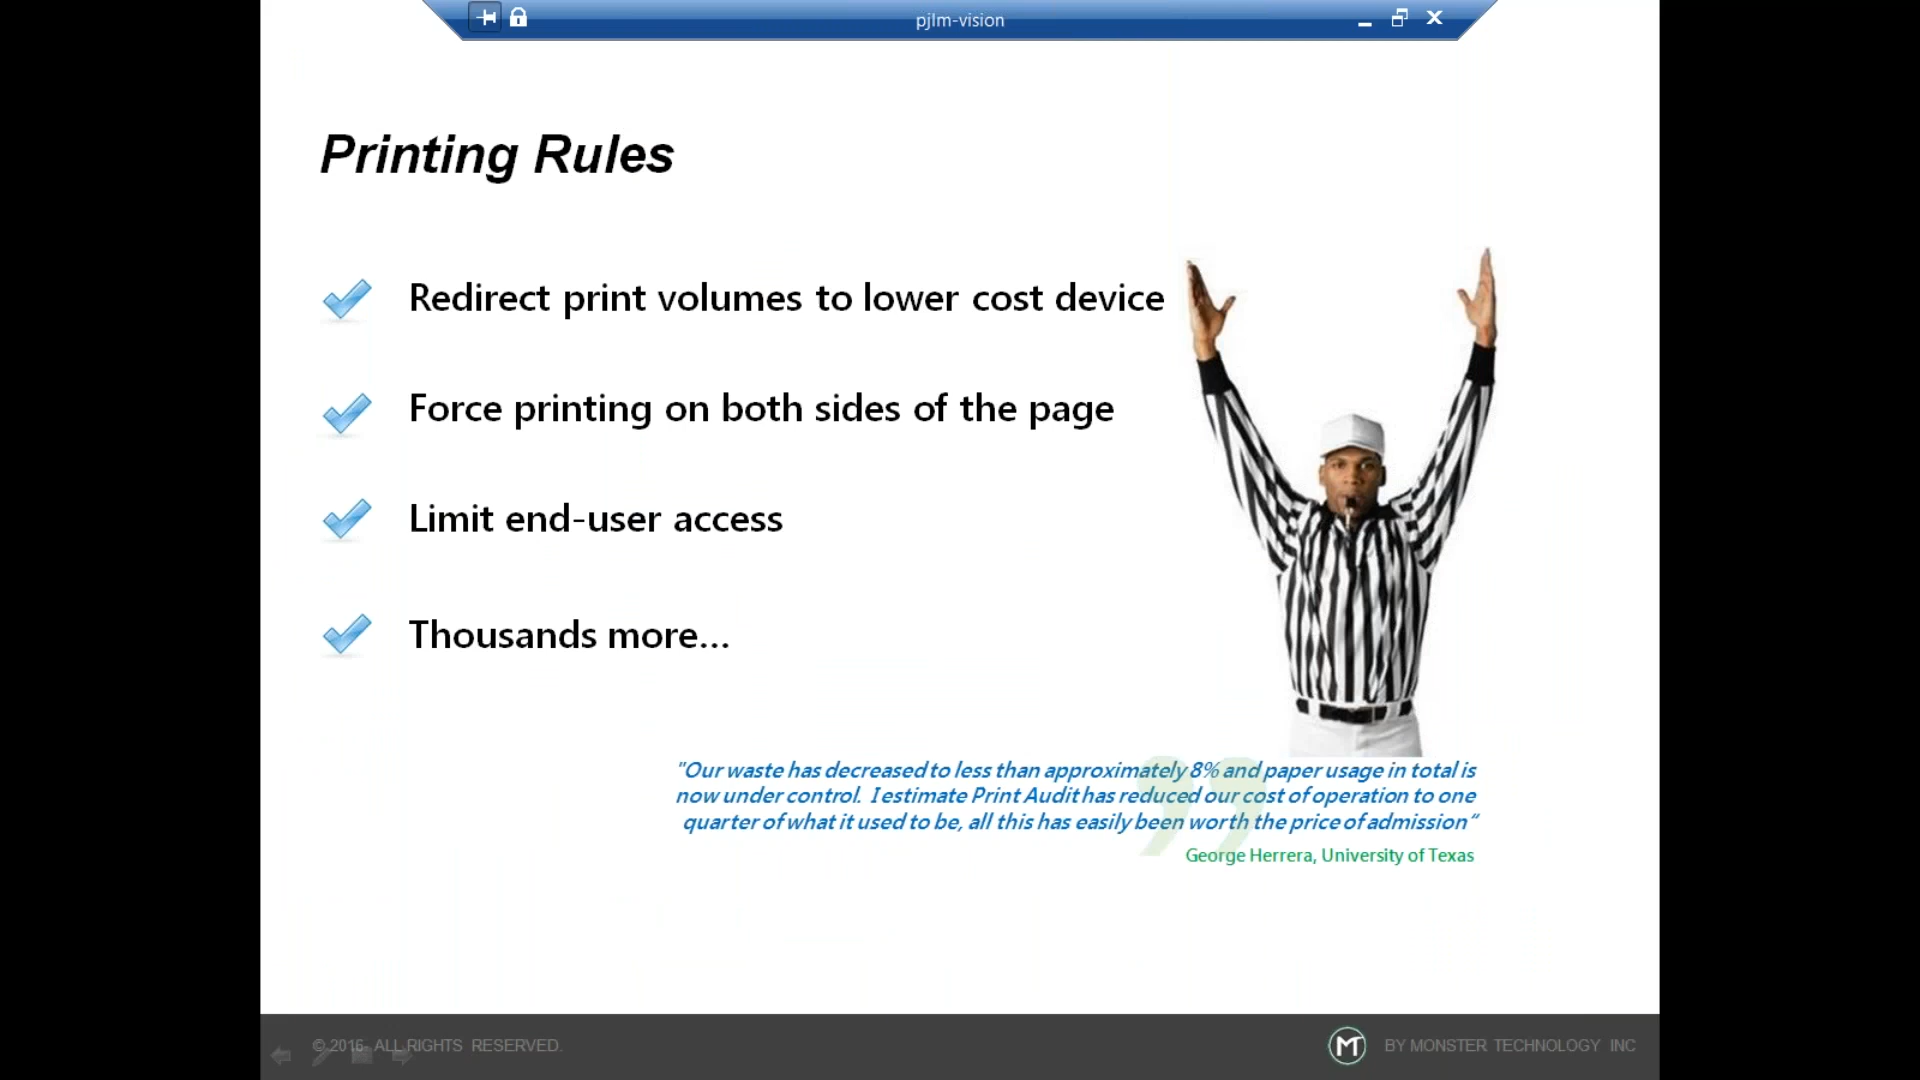 pjlm-vision
Printing Rules
Redirect print volumes to lower cost device
Force printing on both sides of the page
Limit end-user access
Thousands more...
"Our waste has decreased to less than approximately 8% and paper usage in total is
now under control. I estimate Print Audit has reduced our cost of operation to one
quarter of what it used to be, all this has easily been worth the price of admission“
George Herrera, University of Texas
© 2016- ALL RIGHTS RESERVED.
MT BY MONSTER TECHNOLOGY INC